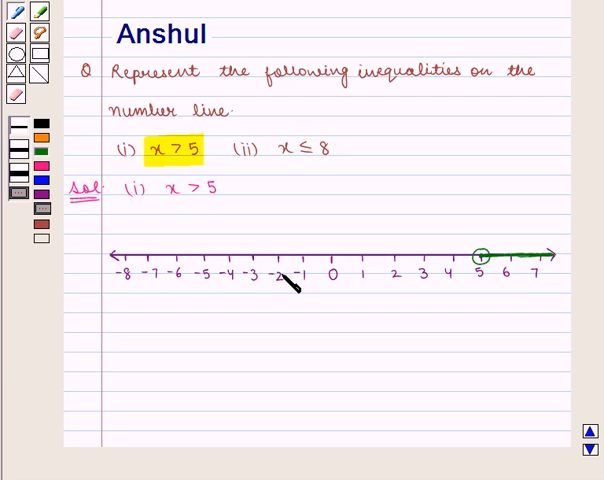 Anshul
Q Represent the following inequalities on the
number line.
(i) x > 5 (ii) x ≤ 8
Sol. (i) x > 5
-8 -7 -6 -5 -4 -3 -2 -1 0 1 2 3 4 5 6 7